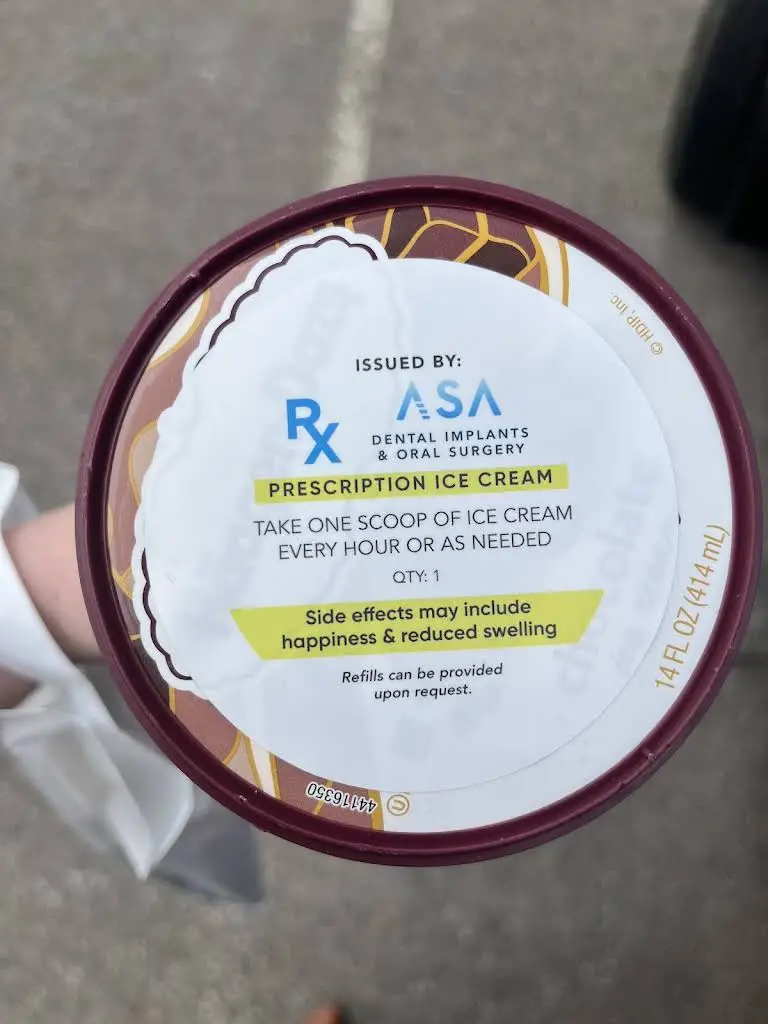 ISSUED BY:
Rx
ASA
DENTAL IMPLANTS
& ORAL SURGERY
PRESCRIPTION ICE CREAM
TAKE ONE SCOOP OF ICE CREAM
EVERY HOUR OR AS NEEDED
QTY: 1
Side effects may include
happiness & reduced swelling
Refills can be provided
upon request.
© HDIP, Inc.
14 FL OZ (414 mL)
44116350
U